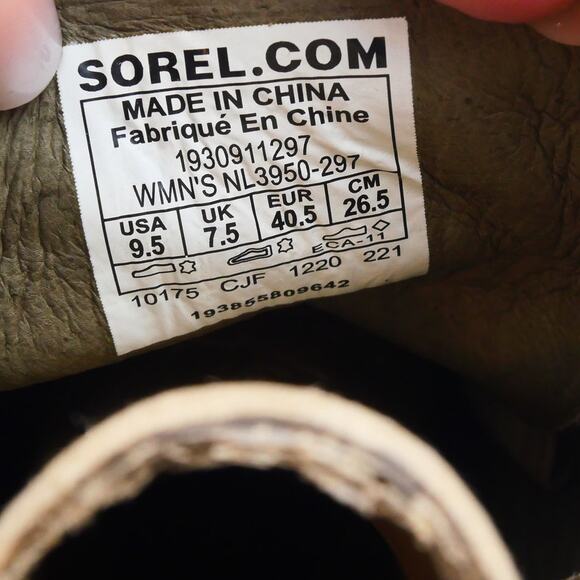 SOREL.COM
MADE IN CHINA
Fabriqué En Chine
1930911297
WMN'S NL3950-297
USA UK EUR CM
9.5 7.5 40.5 26.5
ECA-11
10175 CJF 1220 221
193855809642